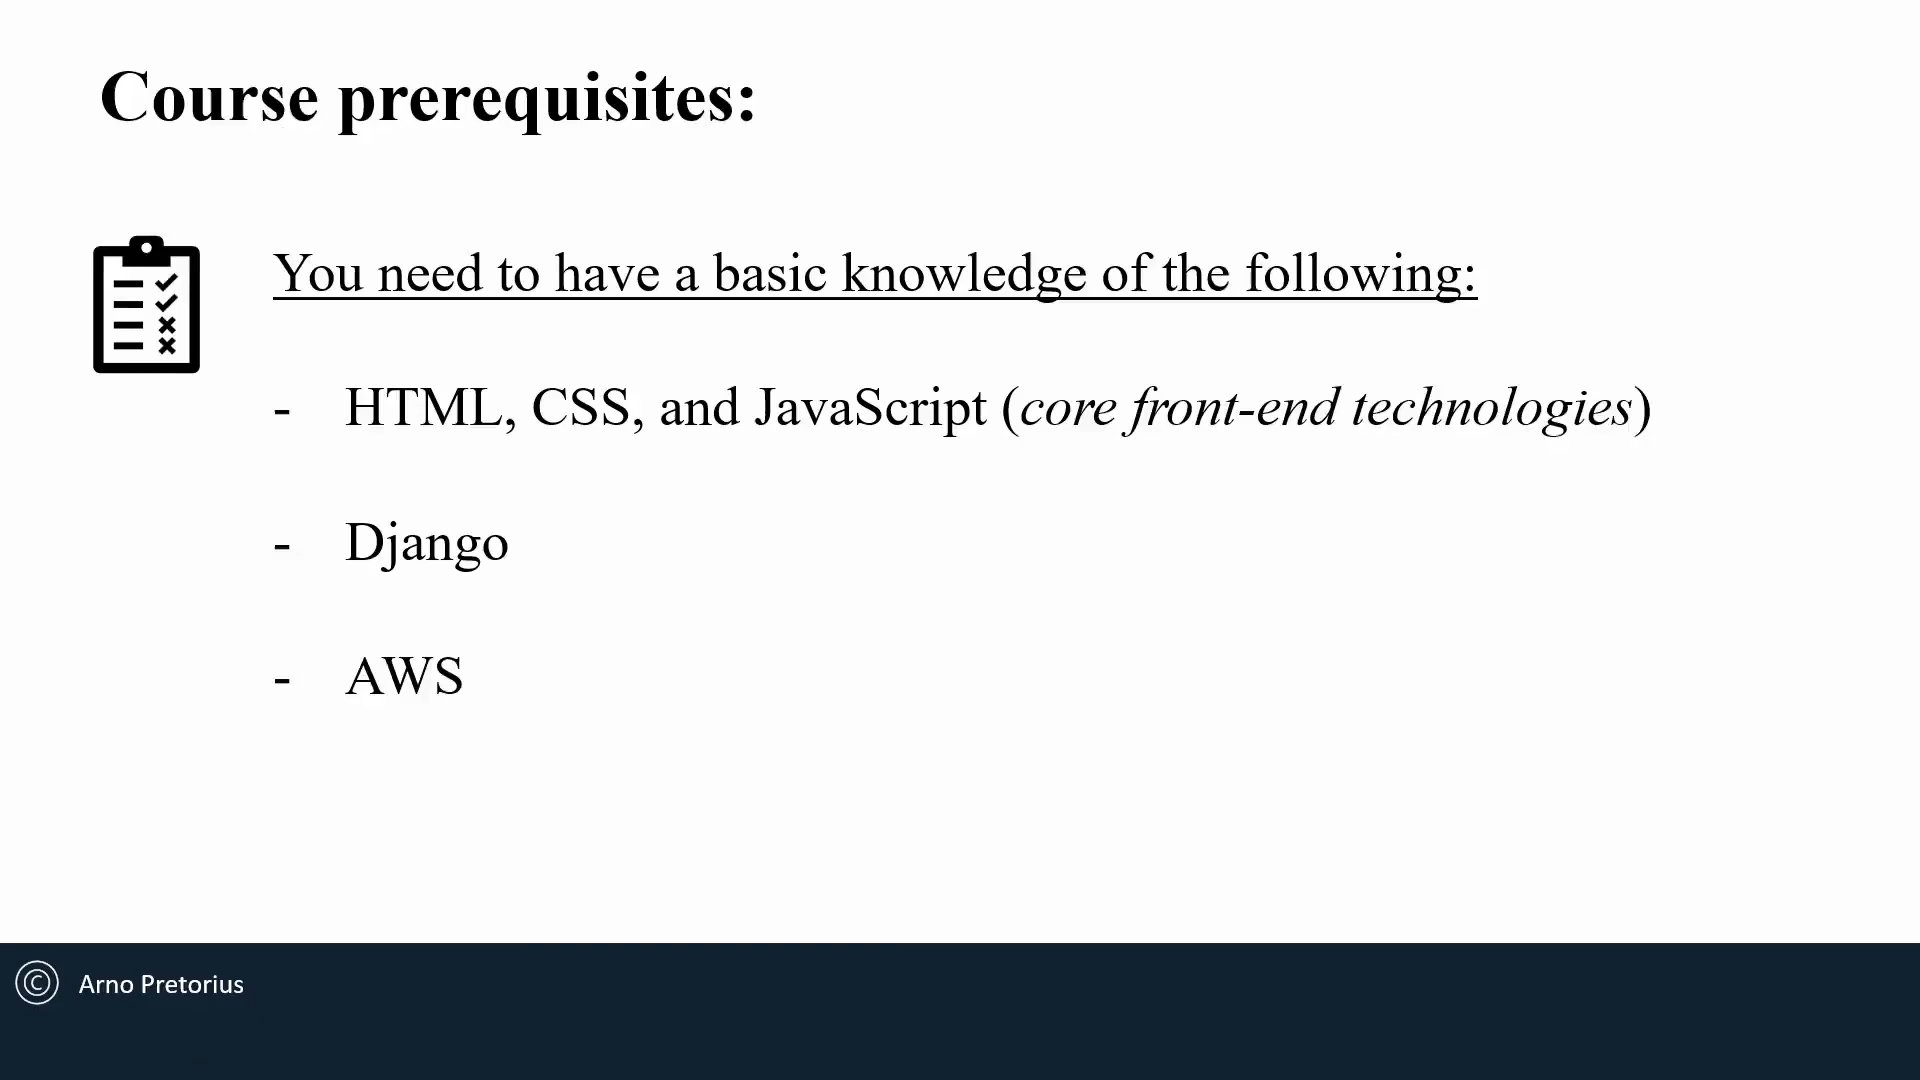 Course prerequisites:
You need to have a basic knowledge of the following:
- HTML, CSS, and JavaScript (core front-end technologies)
- Django
- AWS
© Arno Pretorius